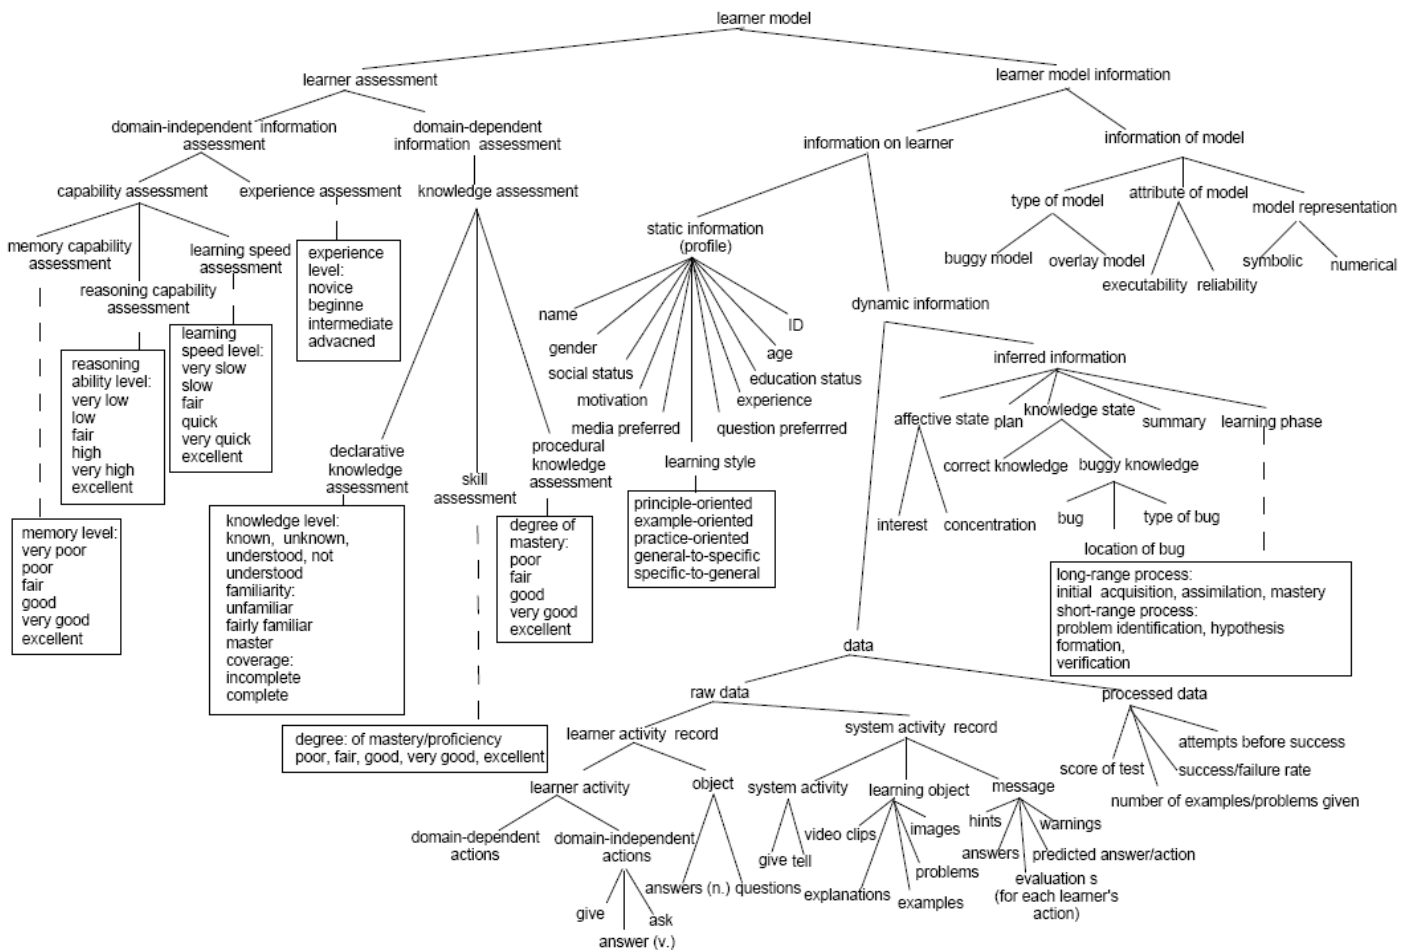 learner model
learner assessment
learner model information
domain-independent information
assessment
domain-dependent
information assessment
information on learner
information of model
capability assessment
experience assessment
knowledge assessment
type of model
attribute of model
model representation
memory capability
assessment
learning speed
assessment
reasoning capability
assessment
experience
level:
novice
beginne
intermediate
advacned
static information
(profile)
buggy model
overlay model
executability
reliability
symbolic
numerical
dynamic information
learning
speed level:
very slow
slow
fair
quick
very quick
excellent
reasoning
ability level:
very low
low
fair
high
very high
excellent
memory level:
very poor
poor
fair
good
very good
excellent
name
gender
social status
motivation
media preferred
learning style
question preferrred
experience
education status
age
ID
principle-oriented
example-oriented
practice-oriented
general-to-specific
specific-to-general
inferred information
affective state
plan
knowledge state
summary
learning phase
correct knowledge
buggy knowledge
interest
concentration
bug
type of bug
location of bug
long-range process:
initial acquisition, assimilation, mastery
short-range process:
problem identification, hypothesis
formation,
verification
declarative
knowledge
assessment
skill
assessment
procedural
knowledge
assessment
knowledge level:
known, unknown,
understood, not
understood
familiarity:
unfamiliar
fairly familiar
master
coverage:
incomplete
complete
degree of
mastery:
poor
fair
good
very good
excellent
degree: of mastery/proficiency
poor, fair, good, very good, excellent
data
raw data
processed data
learner activity record
system activity record
attempts before success
score of test
success/failure rate
number of examples/problems given
learner activity
object
system activity
learning object
message
domain-dependent
actions
domain-independent
actions
give
answer (v.)
ask
answers (n.)
questions
give
tell
video clips
explanations
examples
problems
images
hints
answers
evaluation s
(for each learner's
action)
predicted answer/action
warnings